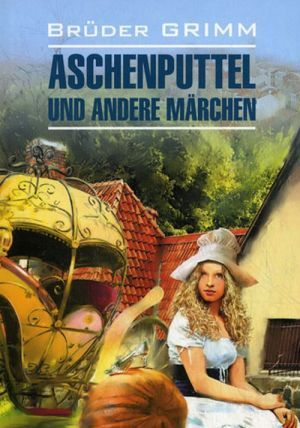 BRÜDER GRIMM
ASCHENPUTTEL
UND ANDERE MÄRCHEN